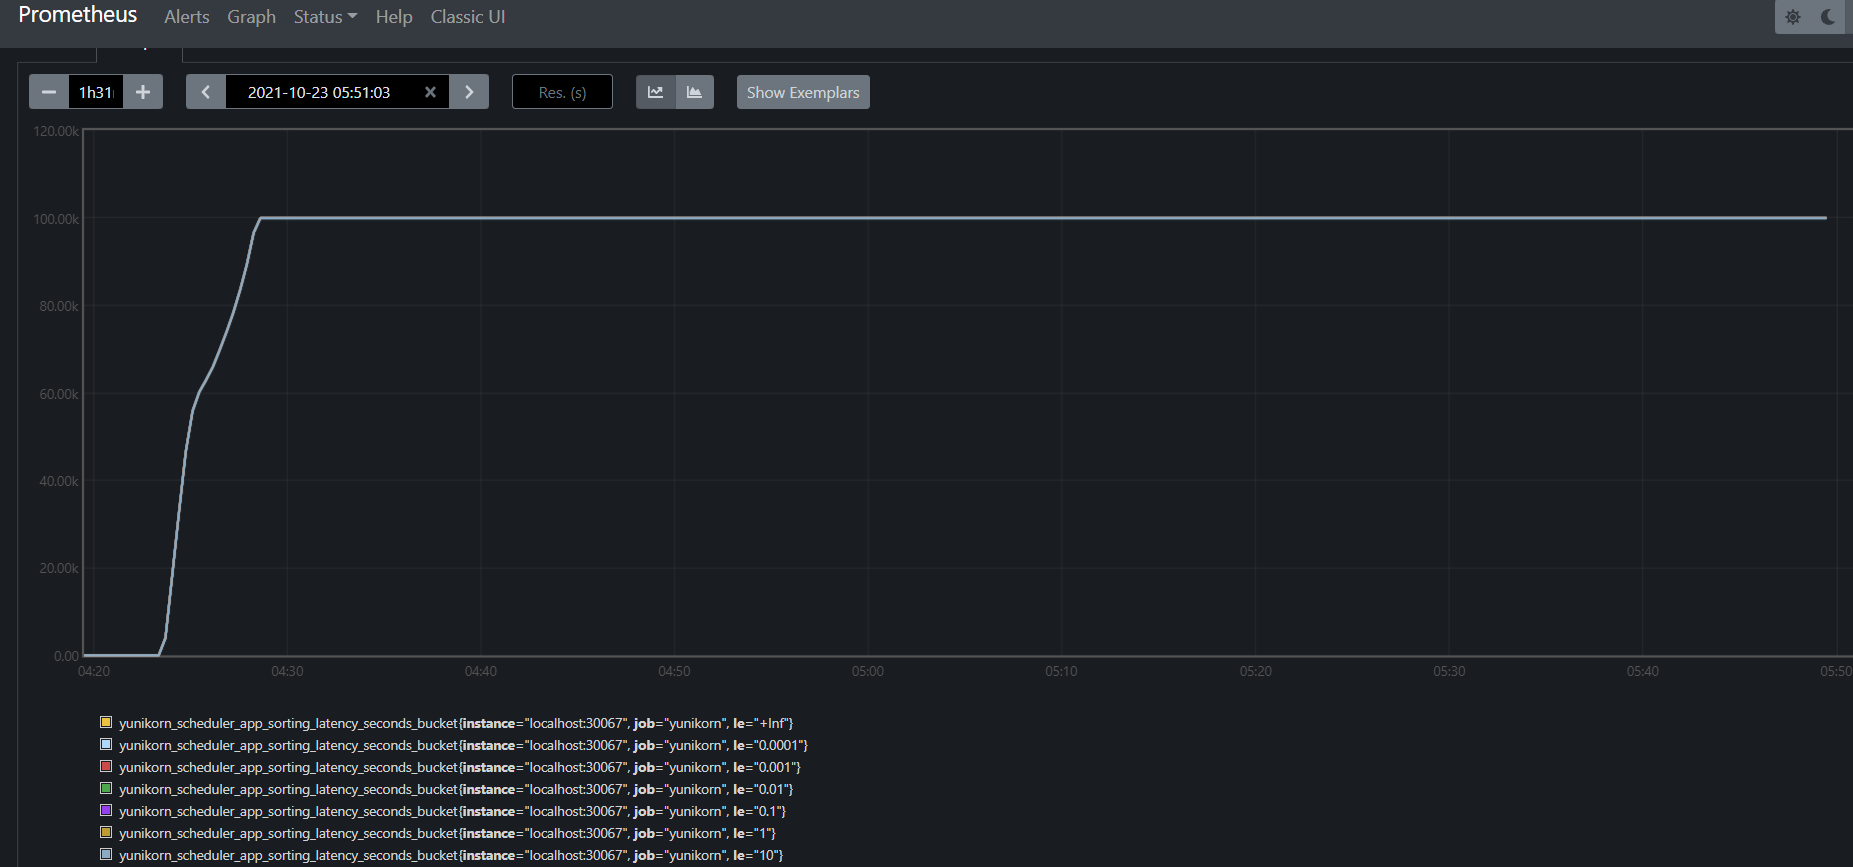 Prometheus Alerts Graph Status Help Classic UI
1h31 2021-10-23 05:51:03 Res. (s) Show Exemplars
120.00k
100.00k
80.00k
60.00k
40.00k
20.00k
0.00
04:20 04:30 04:40 04:50 05:00 05:10 05:20 05:30 05:40 05:50
yunikorn_scheduler_app_sorting_latency_seconds_bucket{instance="localhost:30067", job="yunikorn", le="+Inf"}
yunikorn_scheduler_app_sorting_latency_seconds_bucket{instance="localhost:30067", job="yunikorn", le="0.0001"}
yunikorn_scheduler_app_sorting_latency_seconds_bucket{instance="localhost:30067", job="yunikorn", le="0.001"}
yunikorn_scheduler_app_sorting_latency_seconds_bucket{instance="localhost:30067", job="yunikorn", le="0.01"}
yunikorn_scheduler_app_sorting_latency_seconds_bucket{instance="localhost:30067", job="yunikorn", le="0.1"}
yunikorn_scheduler_app_sorting_latency_seconds_bucket{instance="localhost:30067", job="yunikorn", le="1"}
yunikorn_scheduler_app_sorting_latency_seconds_bucket{instance="localhost:30067", job="yunikorn", le="10"}